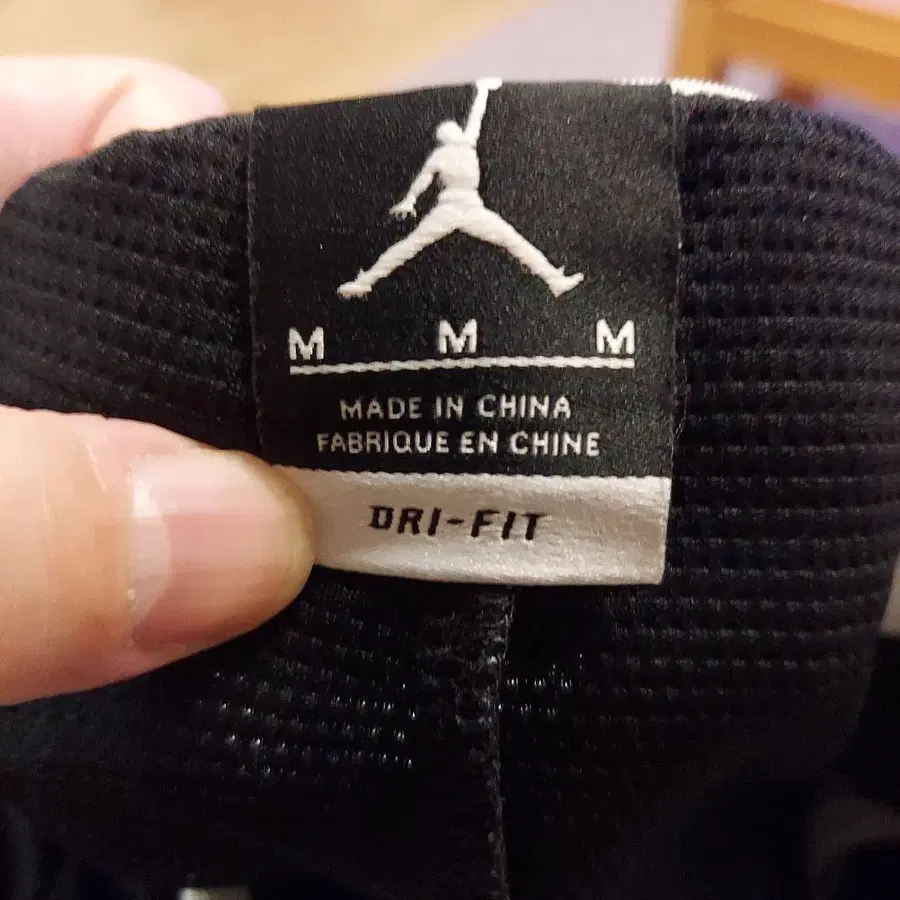 M M M
MADE IN CHINA
FABRIQUE EN CHINE
DRI-FIT